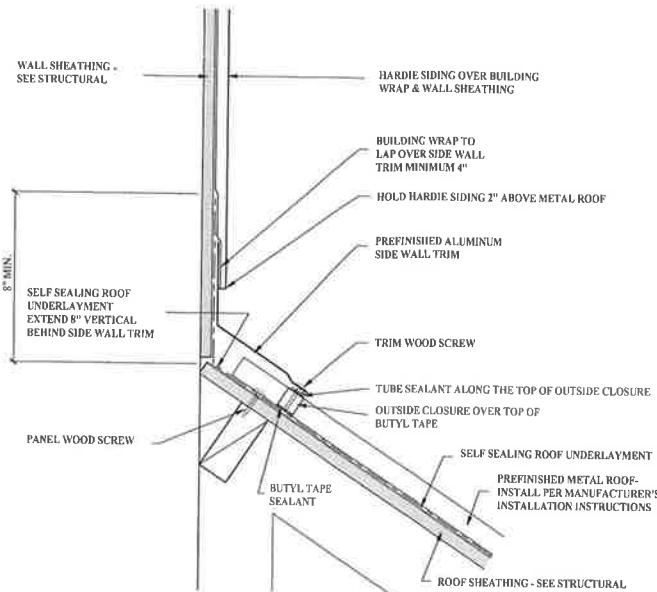 WALL SHEATHING -
SEE STRUCTURAL
HARDIE SIDING OVER BUILDING
WRAP & WALL SHEATHING
BUILDING WRAP TO
LAP OVER SIDE WALL
TRIM MINIMUM 4"
HOLD HARDIE SIDING 2" ABOVE METAL ROOF
PREFINISHED ALUMINUM
SIDE WALL TRIM
8" MIN.
SELF SEALING ROOF
UNDERLAYMENT
EXTEND 8" VERTICAL
BEHIND SIDE WALL TRIM
TRIM WOOD SCREW
TUBE SEALANT ALONG THE TOP OF OUTSIDE CLOSURE
OUTSIDE CLOSURE OVER TOP OF
BUTYL TAPE
PANEL WOOD SCREW
SELF SEALING ROOF UNDERLAYMENT
BUTYL TAPE
SEALANT
PREFINISHED METAL ROOF-
INSTALL PER MANUFACTURER'S
INSTALLATION INSTRUCTIONS
ROOF SHEATHING - SEE STRUCTURAL